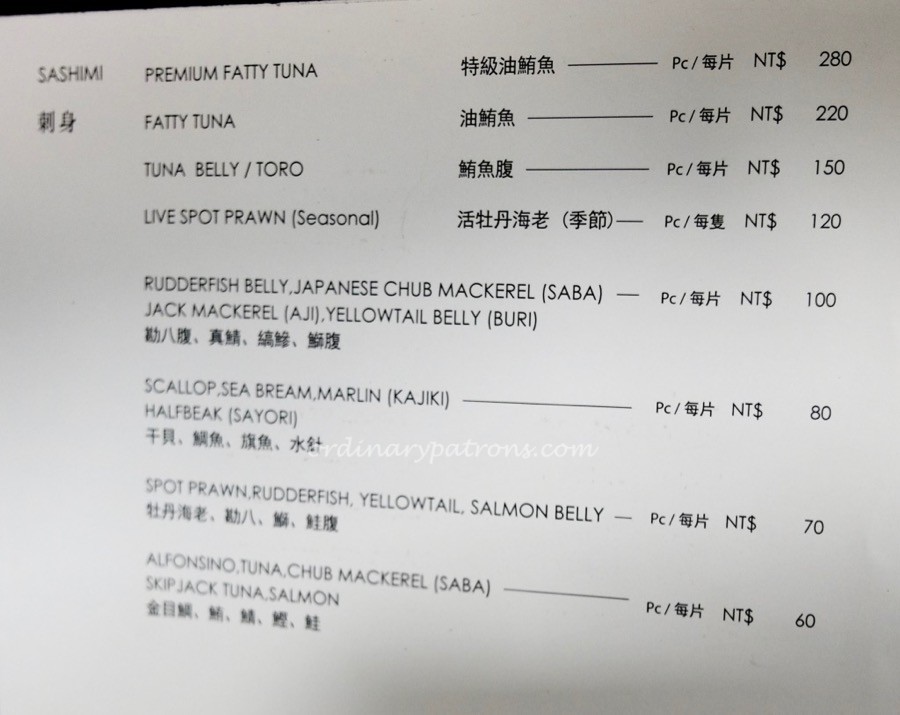 SASHIMI PREMIUM FATTY TUNA 特級油鮪魚 Pc / 每片 NT$ 280
刺身 FATTY TUNA 油鮪魚 Pc / 每片 NT$ 220
TUNA BELLY / TORO 鮪魚腹 Pc / 每片 NT$ 150
LIVE SPOT PRAWN (Seasonal) 活牡丹海老（季節） Pc / 每隻 NT$ 120
RUDDERFISH BELLY,JAPANESE CHUB MACKEREL (SABA) Pc / 每片 NT$ 100
JACK MACKEREL (AJI),YELLOWTAIL BELLY (BURI)
勘八腹、真鯖、縞鰺、鰤腹
SCALLOP,SEA BREAM,MARLIN (KAJIKI) Pc / 每片 NT$ 80
HALFBEAK (SAYORI)
干貝、鯛魚、旗魚、水針
ordinarypatrons.com
SPOT PRAWN,RUDDERFISH, YELLOWTAIL, SALMON BELLY Pc / 每片 NT$ 70
牡丹海老、勘八、鰤、鮭腹
ALFONSINO,TUNA,CHUB MACKEREL (SABA) Pc / 每片 NT$ 60
SKIPJACK TUNA,SALMON
金目鯛、鮪、鯖、鰹、鮭